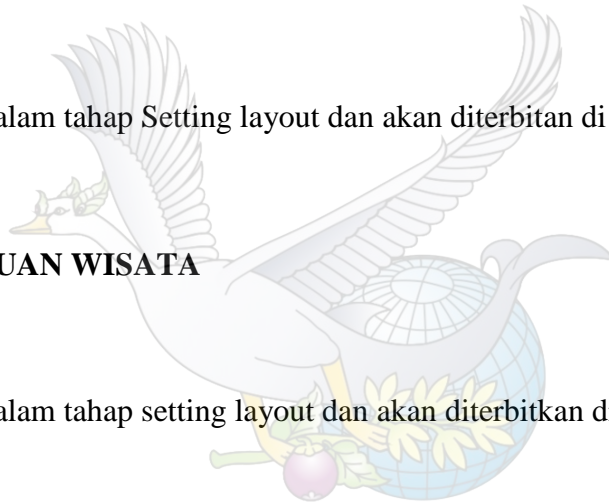 alam tahap Setting layout dan akan diterbitan di
UAN WISATA
alam tahap setting layout dan akan diterbitkan d